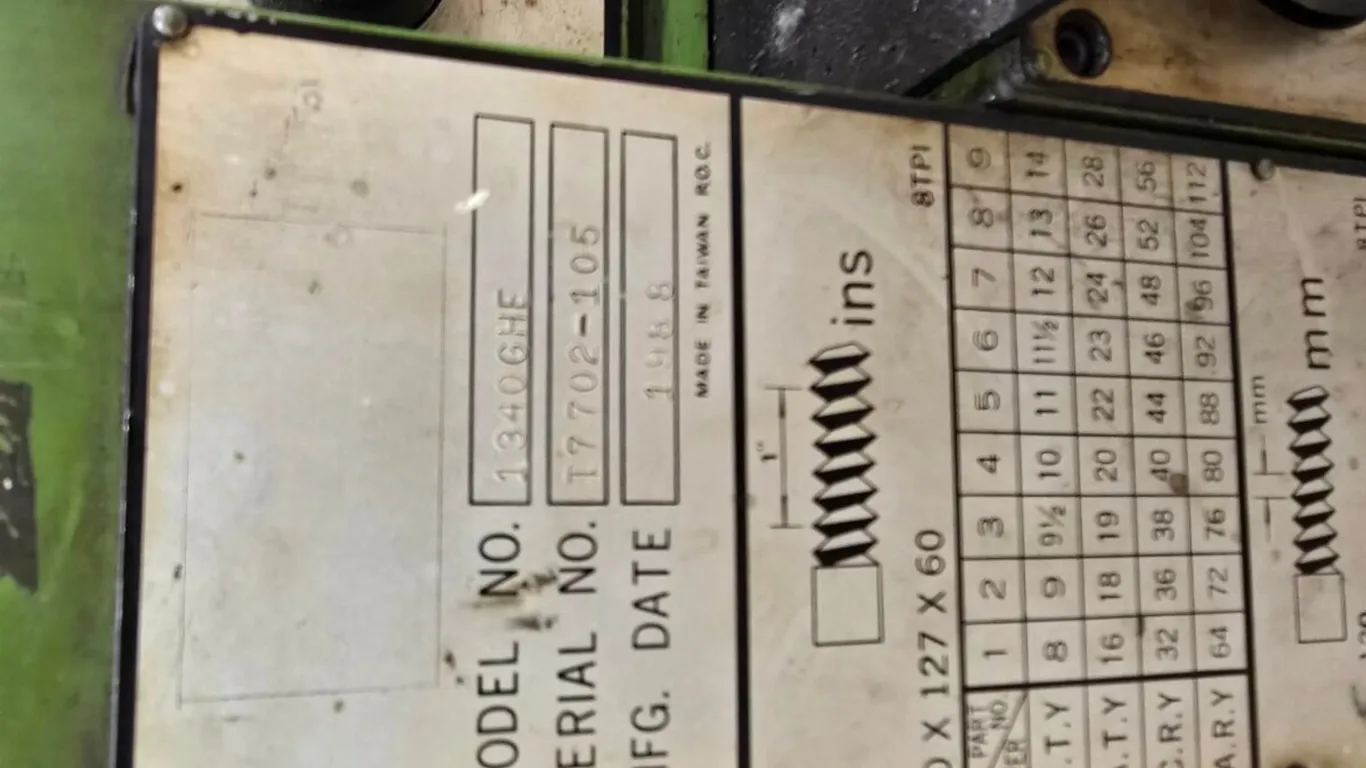 ODEL NO. 1340GHE
ERIAL NO. T7702-105
FG. DATE 1988
MADE IN TAIWAN R.O.C.
1"
ins
X 127 X 60 8TPI
PART NO. 1 2 3 4 5 6 7 8 9
.T.Y 8 9 9½ 10 11 11½ 12 13 14
.T.Y 16 18 19 20 22 23 24 26 28
C.R.Y 32 36 38 40 44 46 48 52 56
A.R.Y 64 72 76 80 88 92 96 104 112
mm
mm